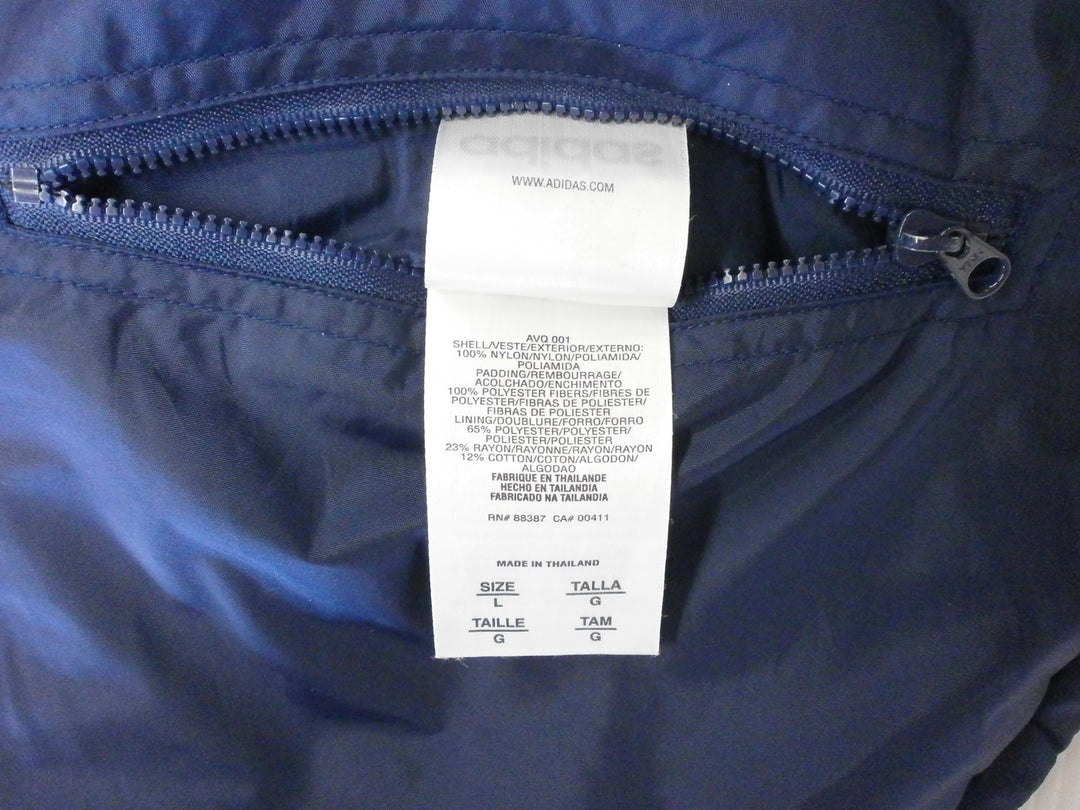 adidas
WWW.ADIDAS.COM
AVQ 001
SHELL/VESTE/EXTERIOR/EXTERNO:
100% NYLON/NYLON/POLIAMIDA/
POLIAMIDA
PADDING/REMBOURRAGE/
ACOLCHADO/ENCHIMENTO
100% POLYESTER FIBERS/FIBRES DE
POLYESTER/FIBRAS DE POLIESTER/
FIBRAS DE POLIESTER
LINING/DOUBLURE/FORRO/FORRO
65% POLYESTER/POLYESTER/
POLIESTER/POLIESTER
23% RAYON/RAYONNE/RAYON/RAYON
12% COTTON/COTON/ALGODON/
ALGODAO
FABRIQUE EN THAILANDE
HECHO EN TAILANDIA
FABRICADO NA TAILANDIA
RN# 88387 CA# 00411
MADE IN THAILAND
SIZE TALLA
L G
TAILLE TAM
G G